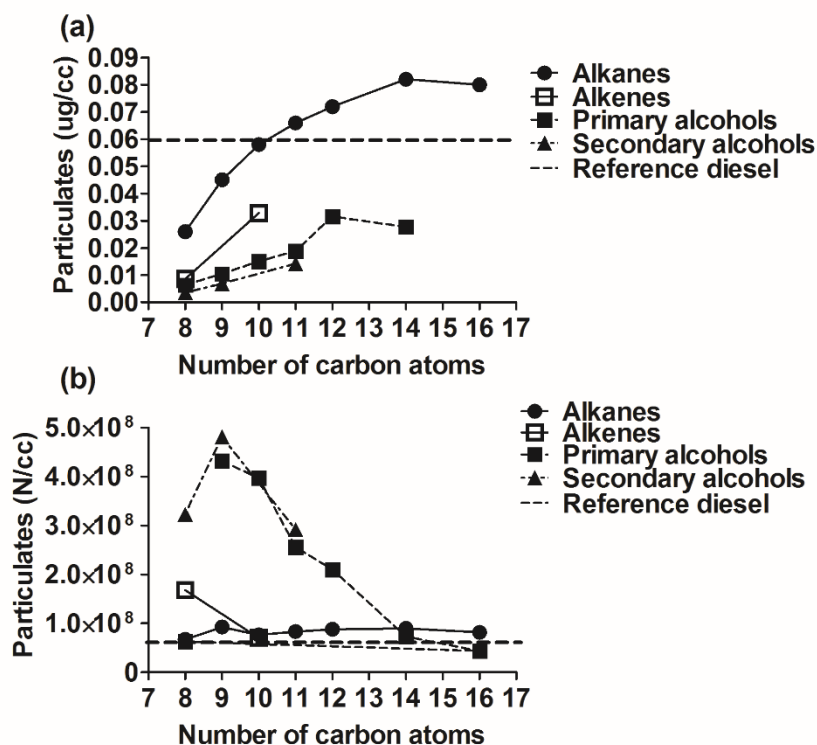 (a)
0.09
0.08
0.07
0.06
0.05
0.04
0.03
0.02
0.01
0.00
Particulates (ug/cc)
7 8 9 10 11 12 13 14 15 16 17
Number of carbon atoms
Alkanes
Alkenes
Primary alcohols
Secondary alcohols
Reference diesel
(b)
5.0×10⁸
4.0×10⁸
3.0×10⁸
2.0×10⁸
1.0×10⁸
0
Particulates (N/cc)
7 8 9 10 11 12 13 14 15 16 17
Number of carbon atoms
Alkanes
Alkenes
Primary alcohols
Secondary alcohols
Reference diesel